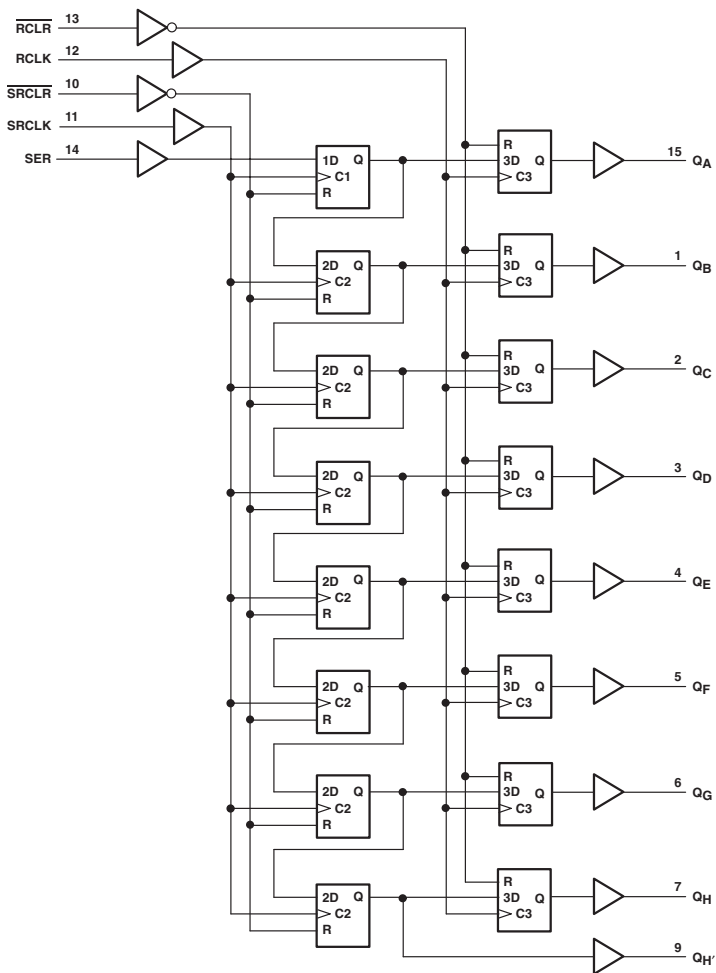 R̅C̅L̅R̅ 13
RCLK 12
S̅R̅C̅L̅R̅ 10
SRCLK 11
SER 14
1D Q
C1
R
R
3D Q
C3
15 QA
2D Q
C2
R
R
3D Q
C3
1 QB
2D Q
C2
R
R
3D Q
C3
2 QC
2D Q
C2
R
R
3D Q
C3
3 QD
2D Q
C2
R
R
3D Q
C3
4 QE
2D Q
C2
R
R
3D Q
C3
5 QF
2D Q
C2
R
R
3D Q
C3
6 QG
2D Q
C2
R
R
3D Q
C3
7 QH
9 QH′